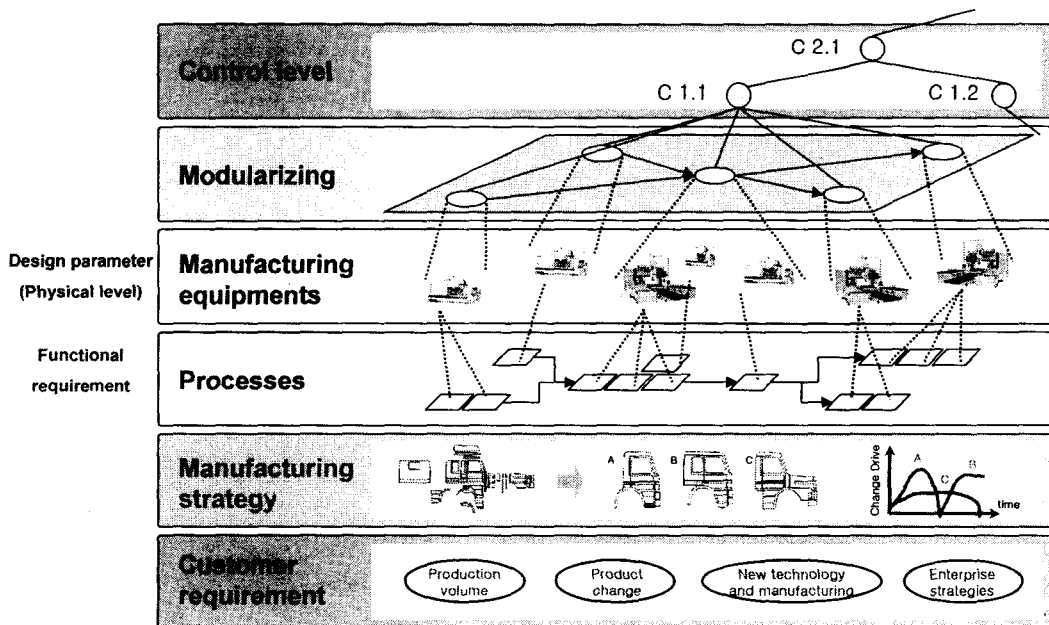 C 2.1
Control level
C 1.1
C 1.2
Modularizing
Design parameter
(Physical level)
Manufacturing
equipments
Functional
requirement
Processes
Manufacturing
strategy
A
B
C
Change Drive
A
B
C
time
Customer
requirement
Production
volume
Product
change
New technology
and manufacturing
Enterprise
strategies